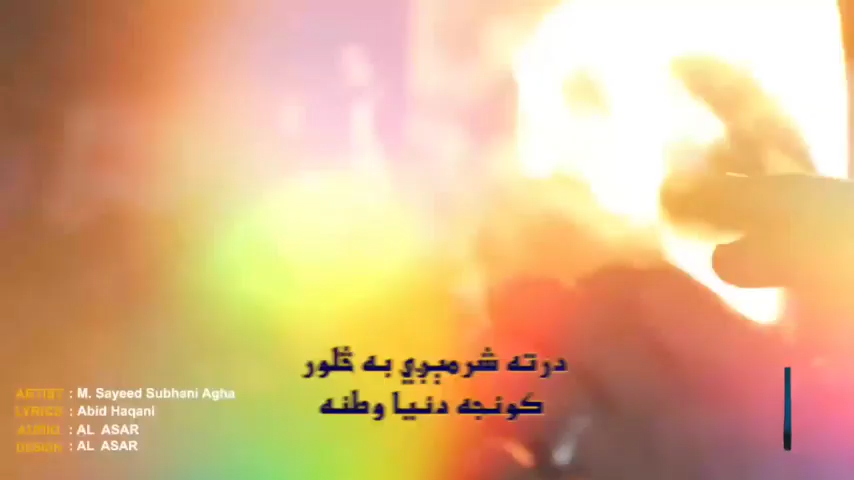 درته شرمېږي به څلور
کونجه دنیا وطنه
ARTIST : M. Sayeed Subhani Agha
LYRICS : Abid Haqani
AUDIO : AL ASAR
DESIGN : AL ASAR